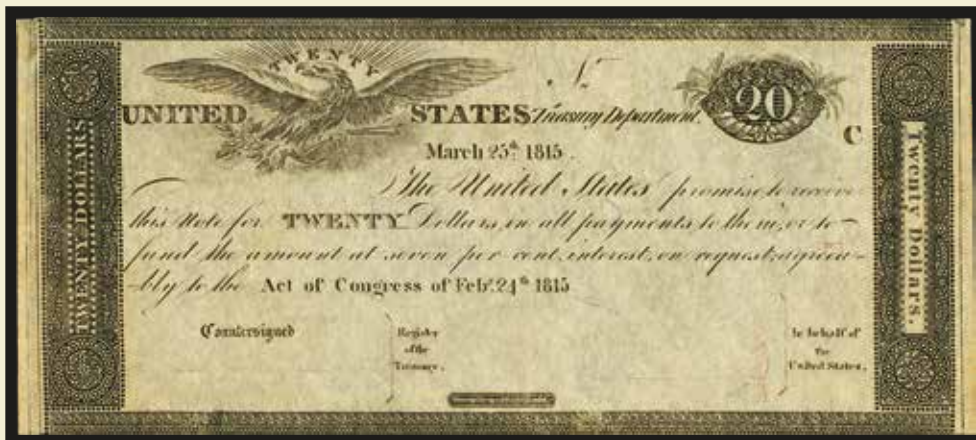 TWENTY
UNITED STATES Treasury Department.
No.
20
C
March 25th. 1815.
The United States promise to receive
this Note for TWENTY Dollars, in all payments to them, or to
fund the amount at seven per cent, interest, on request, agreea-
-bly to the Act of Congress of Feby. 24th 1815
Countersigned
Register
of the
Treasury.
In behalf of
the
United States.
TWENTY DOLLARS
Twenty Dollars.